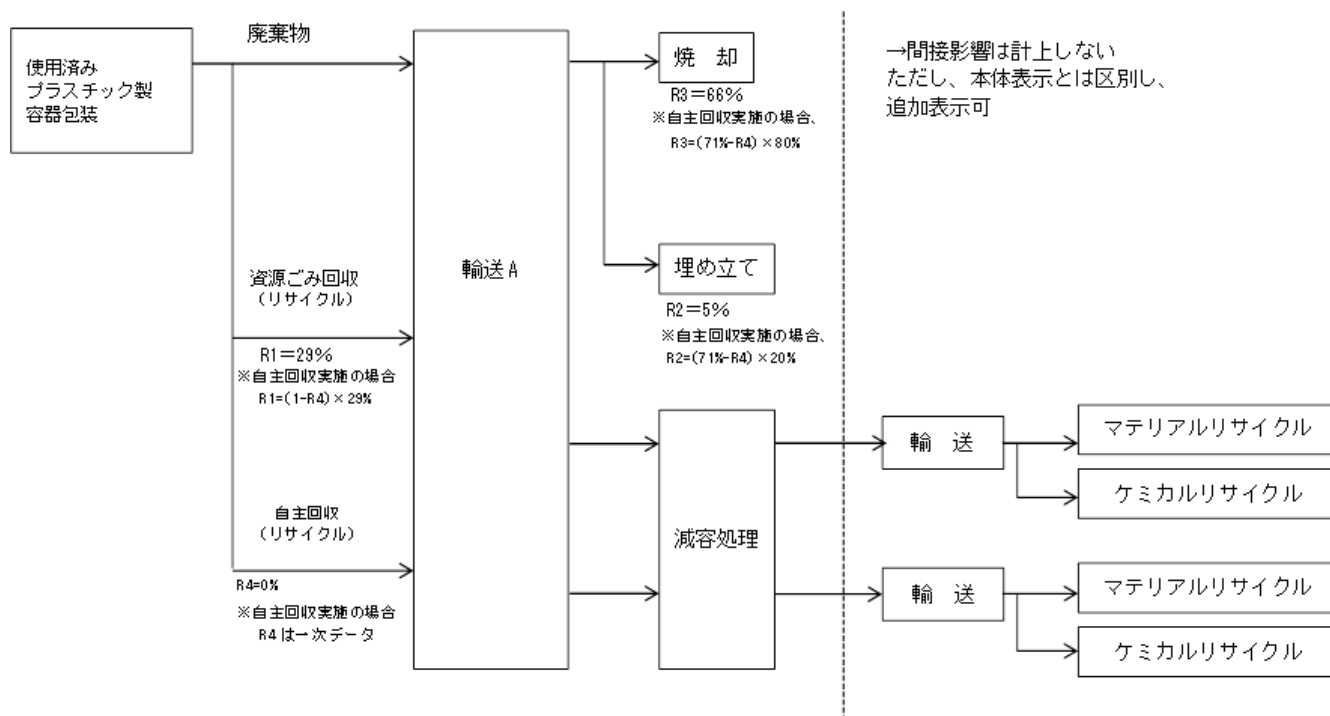 使用済み
プラスチック製
容器包装
廃棄物
資源ごみ回収
（リサイクル）
R1＝29%
※自主回収実施の場合
R1=(1-R4)×29%
自主回収
（リサイクル）
R4=0%
※自主回収実施の場合
R4は一次データ
輸送A
焼 却
R3＝66%
※自主回収実施の場合、
R3=(71%-R4)×80%
埋め立て
R2＝5%
※自主回収実施の場合、
R2=(71%-R4)×20%
減容処理
→間接影響は計上しない
ただし、本体表示とは区別し、
追加表示可
輸 送
マテリアルリサイクル
ケミカルリサイクル
輸 送
マテリアルリサイクル
ケミカルリサイクル